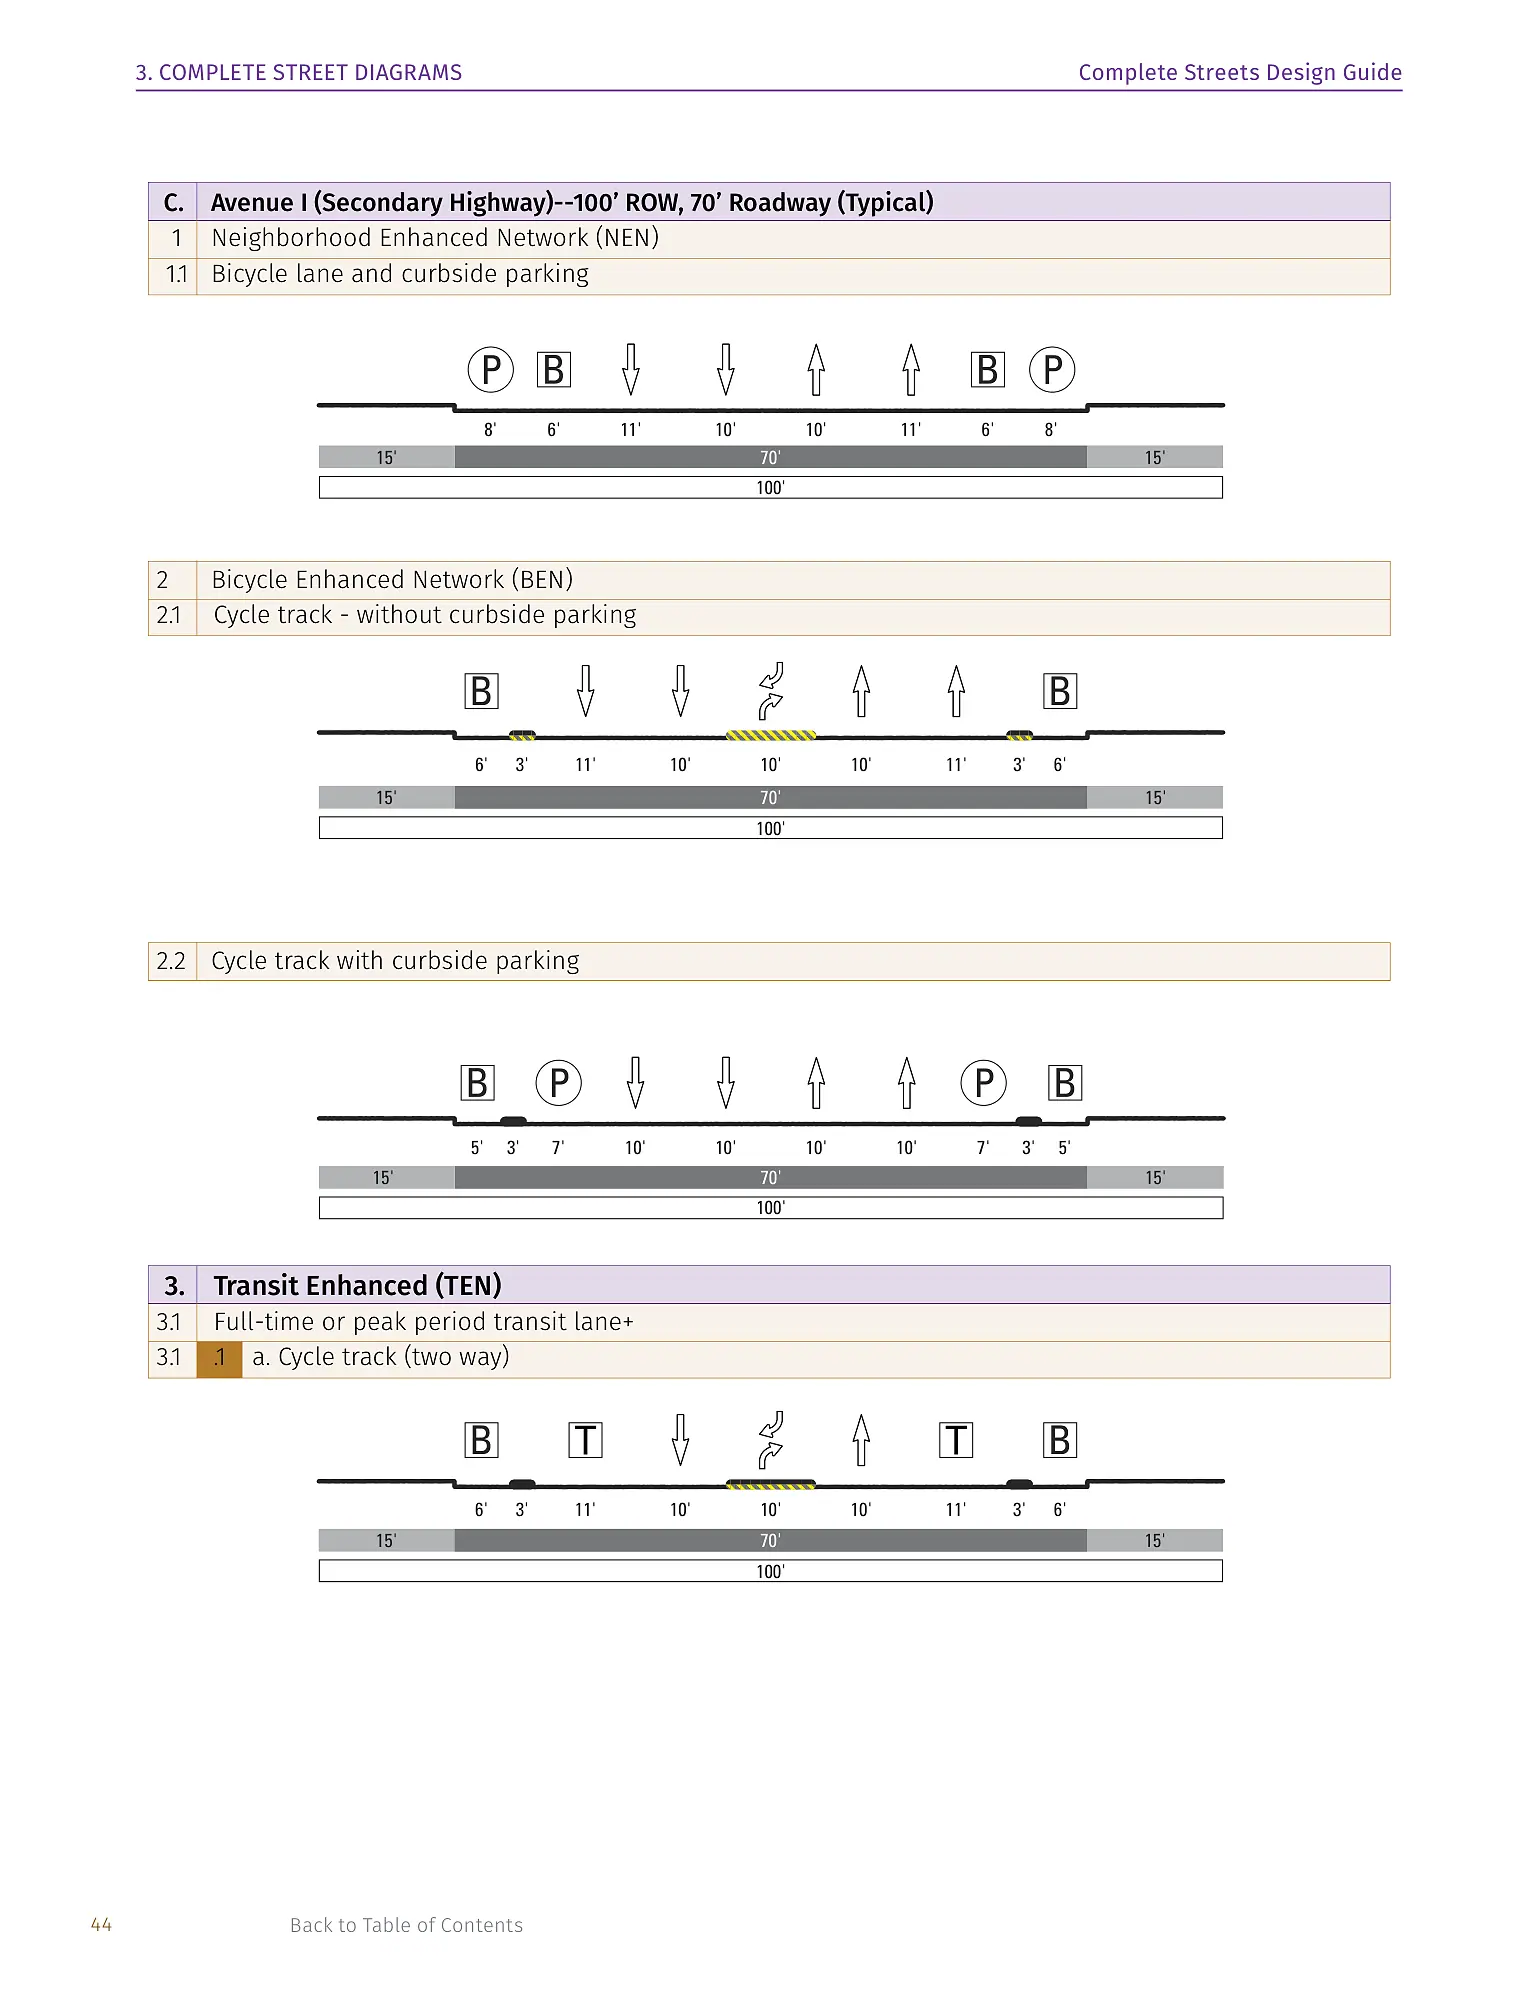 3. COMPLETE STREET DIAGRAMS
Complete Streets Design Guide
C. Avenue I (Secondary Highway)--100’ ROW, 70’ Roadway (Typical)
1 Neighborhood Enhanced Network (NEN)
1.1 Bicycle lane and curbside parking
P B B P
8' 6' 11' 10' 10' 11' 6' 8'
15' 70' 15'
100'
2 Bicycle Enhanced Network (BEN)
2.1 Cycle track - without curbside parking
B B
6' 3' 11' 10' 10' 10' 11' 3' 6'
15' 70' 15'
100'
2.2 Cycle track with curbside parking
B P P B
5' 3' 7' 10' 10' 10' 10' 7' 3' 5'
15' 70' 15'
100'
3. Transit Enhanced (TEN)
3.1 Full-time or peak period transit lane+
3.1 .1 a. Cycle track (two way)
B T T B
6' 3' 11' 10' 10' 10' 11' 3' 6'
15' 70' 15'
100'
44 Back to Table of Contents